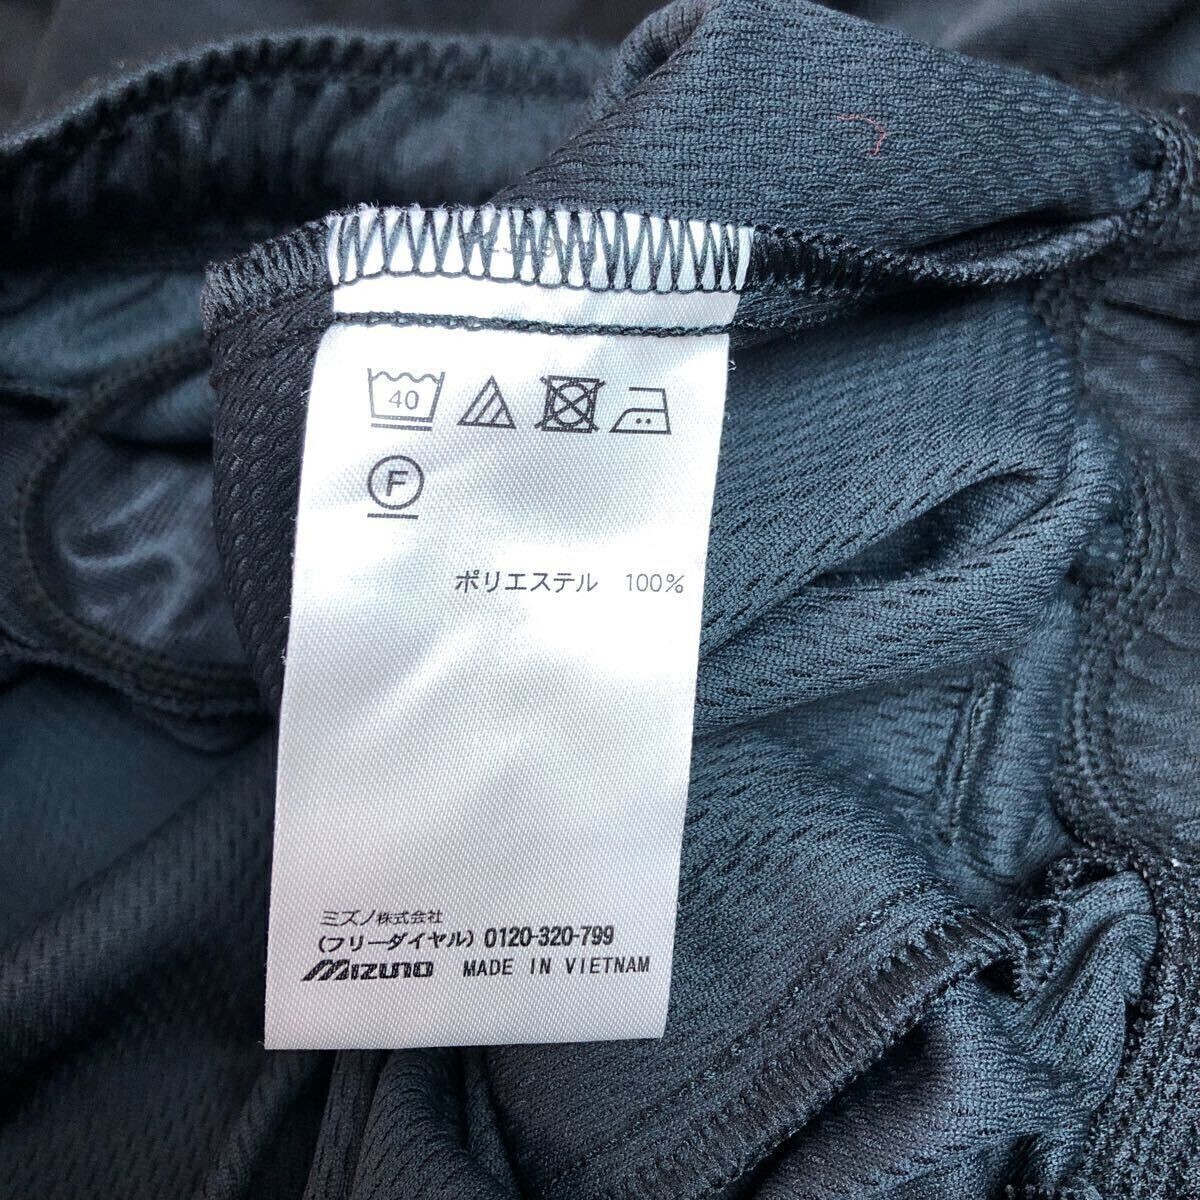 40
F
ポリエステル 100%
ミズノ株式会社
(フリーダイヤル) 0120-320-799
MIZUNO MADE IN VIETNAM